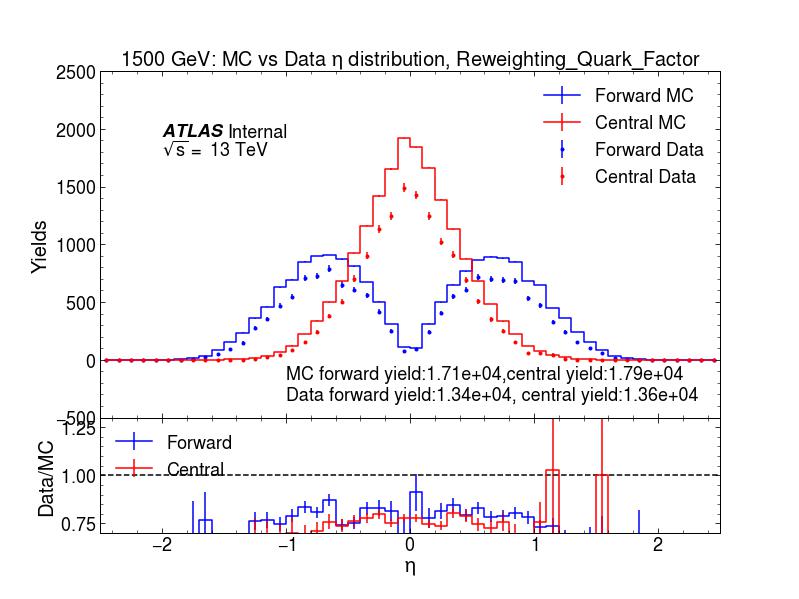 1500 GeV: MC vs Data η distribution, Reweighting_Quark_Factor
2500
2000
1500
1000
500
0
−500
Yields
ATLAS Internal
√s = 13 TeV
Forward MC
Central MC
Forward Data
Central Data
MC forward yield:1.71e+04,central yield:1.79e+04
Data forward yield:1.34e+04, central yield:1.36e+04
1.25
1.00
0.75
Data/MC
Forward
Central
−2 −1 0 1 2
η